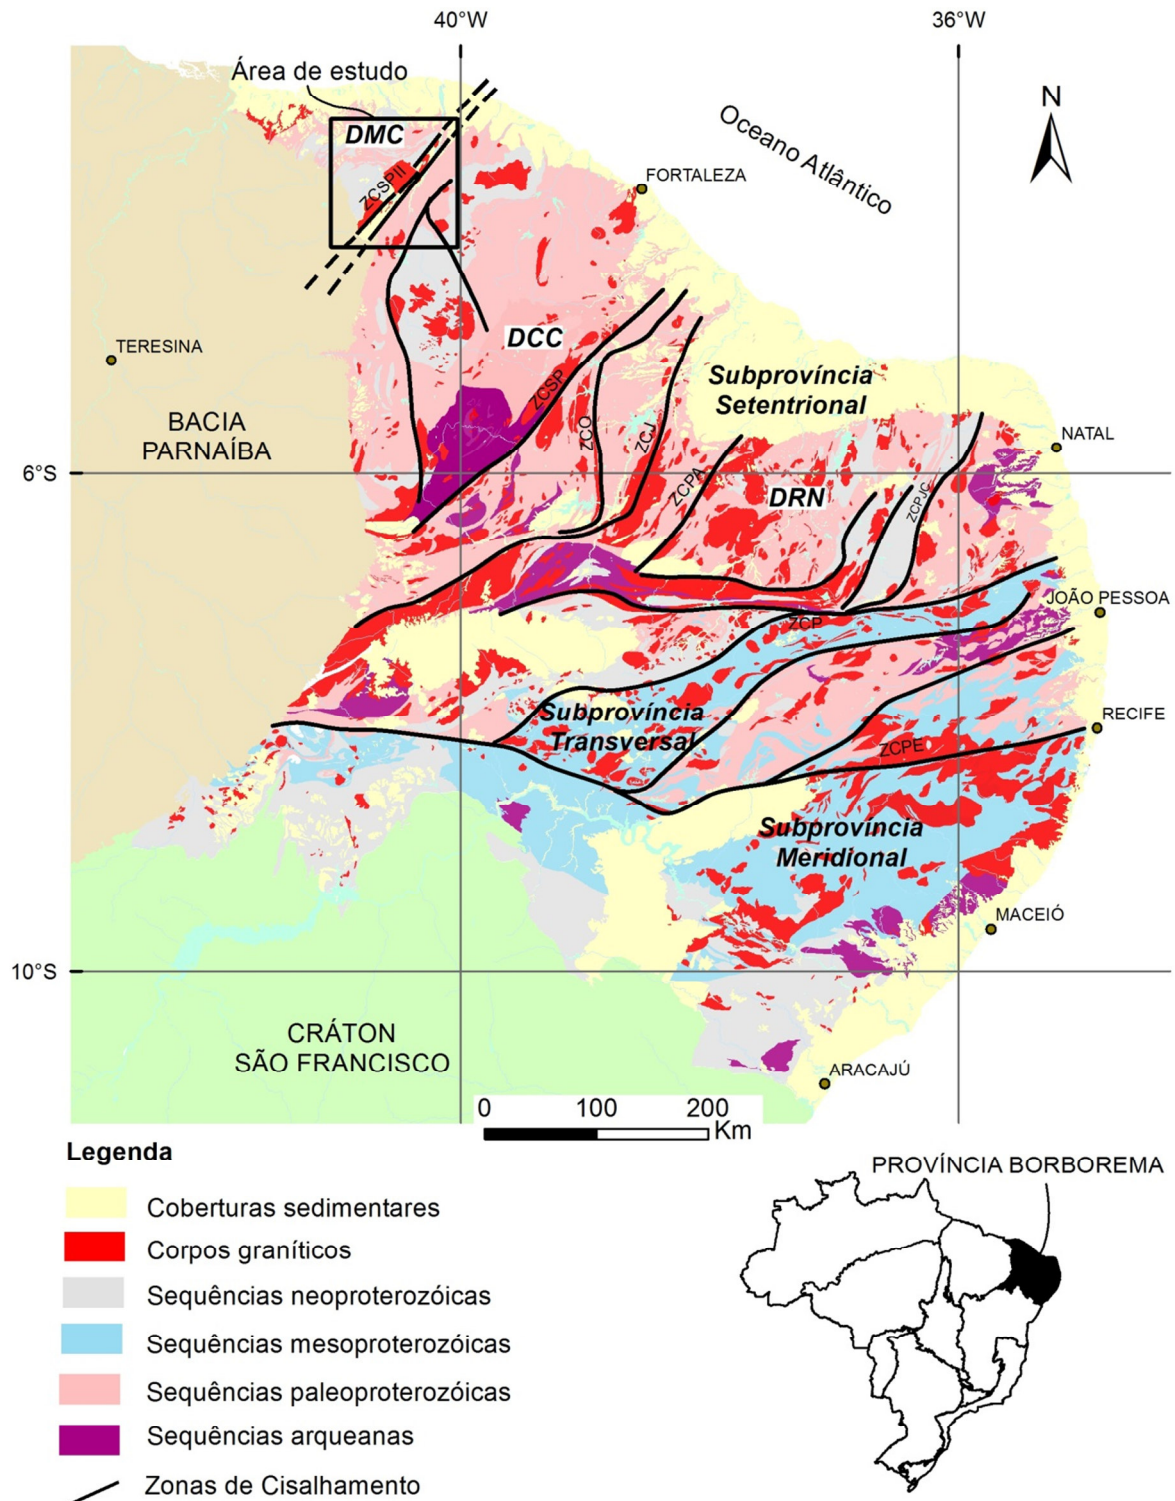 40°W
36°W
Área de estudo
N
DMC
Oceano Atlântico
ZCSPII
FORTALEZA
TERESINA
DCC
Subprovíncia
Setentrional
ZCSP
ZCO
ZCJ
BACIA
PARNAÍBA
NATAL
6°S
ZCPA
DRN
ZCPJC
JOÃO PESSOA
ZCP
Subprovíncia
Transversal
RECIFE
ZCPE
Subprovíncia
Meridional
MACEIÓ
10°S
CRÁTON
SÃO FRANCISCO
ARACAJÚ
0 100 200
Km
Legenda
PROVÍNCIA BORBOREMA
Coberturas sedimentares
Corpos graníticos
Sequências neoproterozóicas
Sequências mesoproterozóicas
Sequências paleoproterozóicas
Sequências arqueanas
Zonas de Cisalhamento